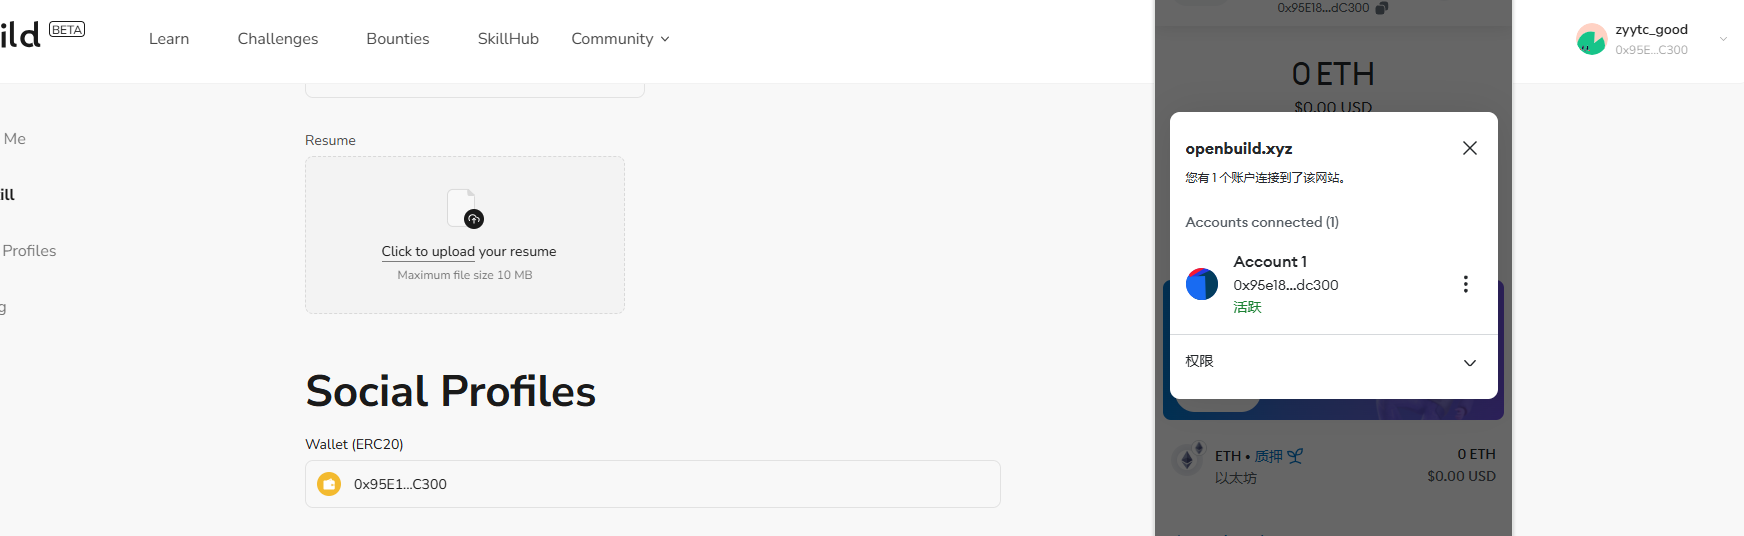 ild BETA
Learn Challenges Bounties SkillHub Community
zyytc_good
0x95E...C300
Me
ill
Profiles
g
Resume
Click to upload your resume
Maximum file size 10 MB
Social Profiles
Wallet (ERC20)
0x95E1...C300
0x95E18...dC300
0 ETH
$0.00 USD
openbuild.xyz
您有 1 个账户连接到了该网站。
Accounts connected (1)
Account 1
0x95e18...dc300
活跃
权限
ETH • 质押
0 ETH
以太坊
$0.00 USD